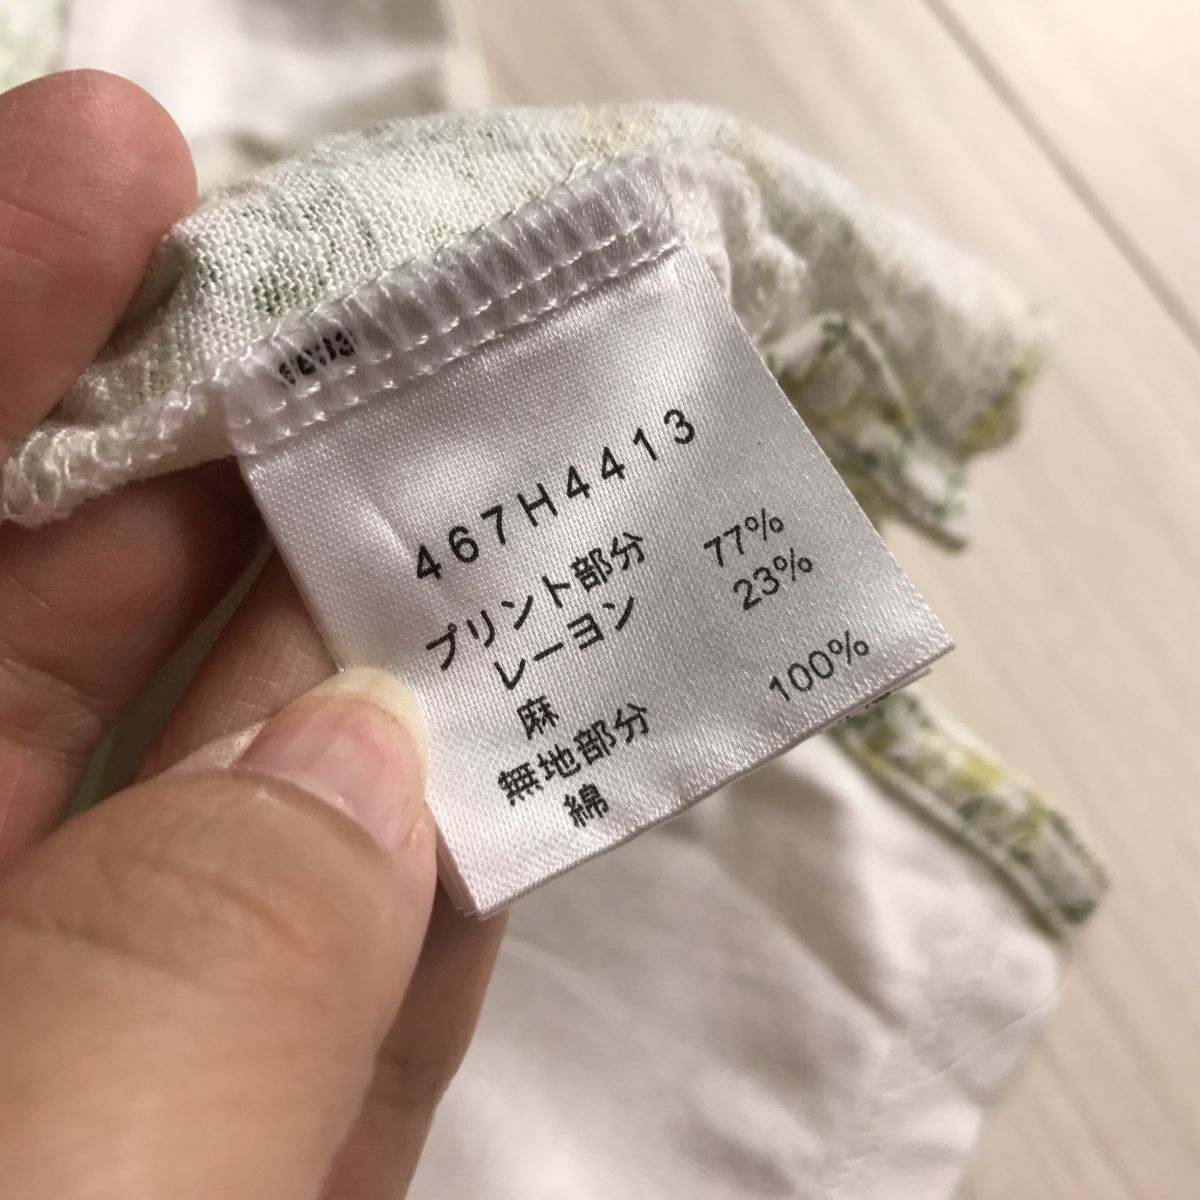 467H4413
プリント部分
レーヨン 77%
麻 23%
無地部分
綿 100%